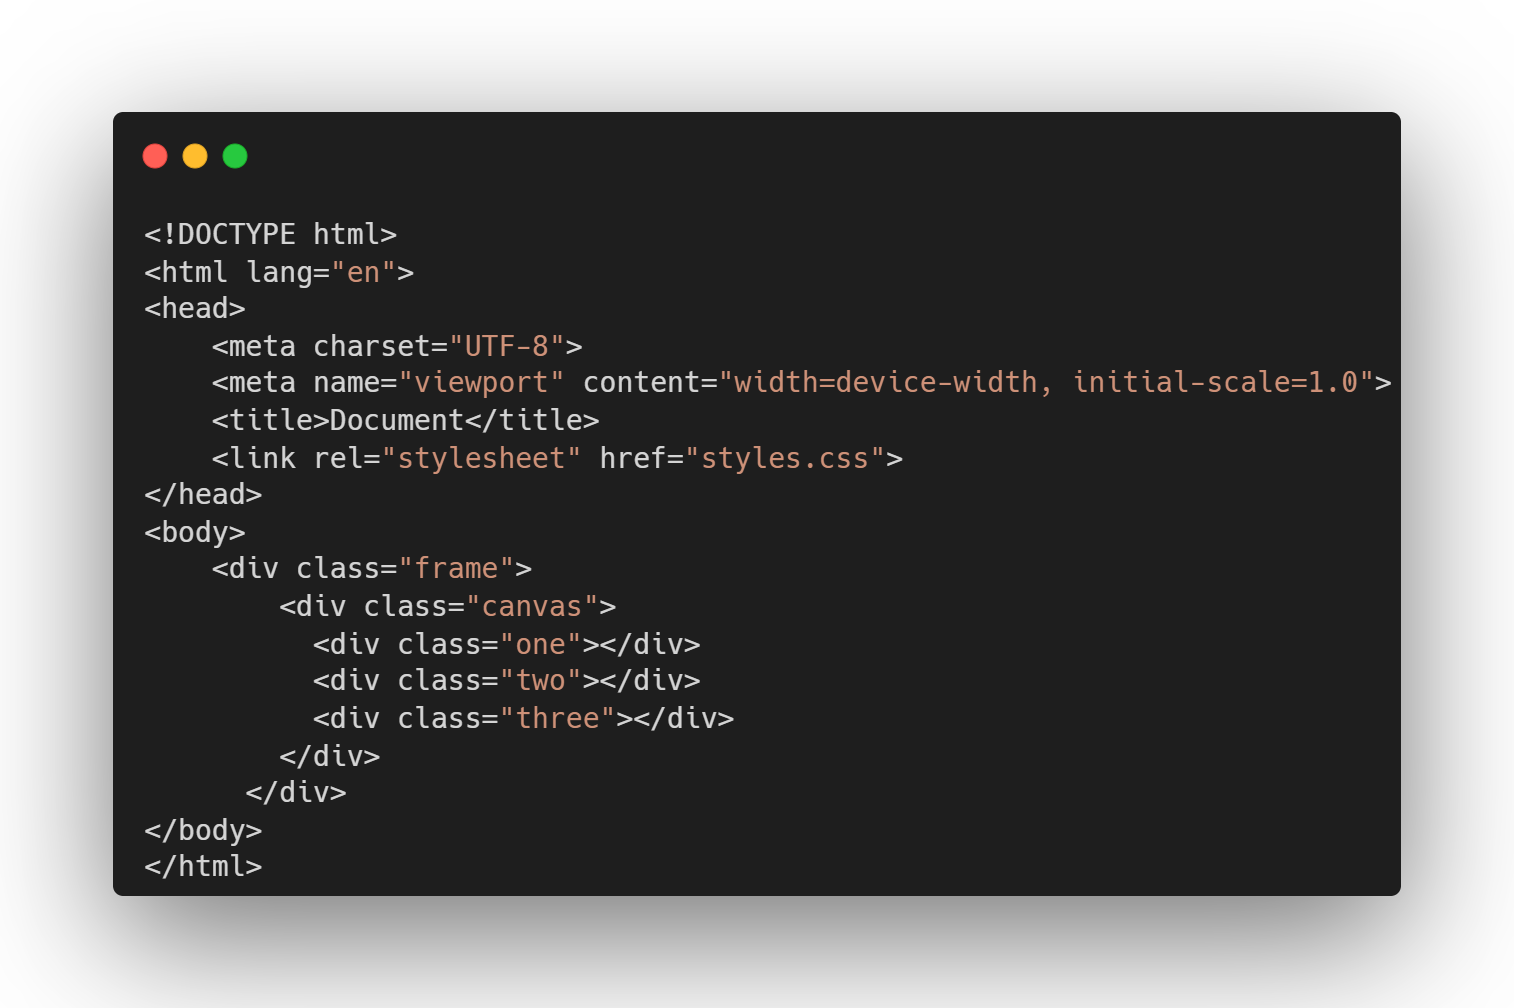 <!DOCTYPE html>
<html lang="en">
<head>
    <meta charset="UTF-8">
    <meta name="viewport" content="width=device-width, initial-scale=1.0">
    <title>Document</title>
    <link rel="stylesheet" href="styles.css">
</head>
<body>
    <div class="frame">
        <div class="canvas">
          <div class="one"></div>
          <div class="two"></div>
          <div class="three"></div>
        </div>
      </div>
</body>
</html>